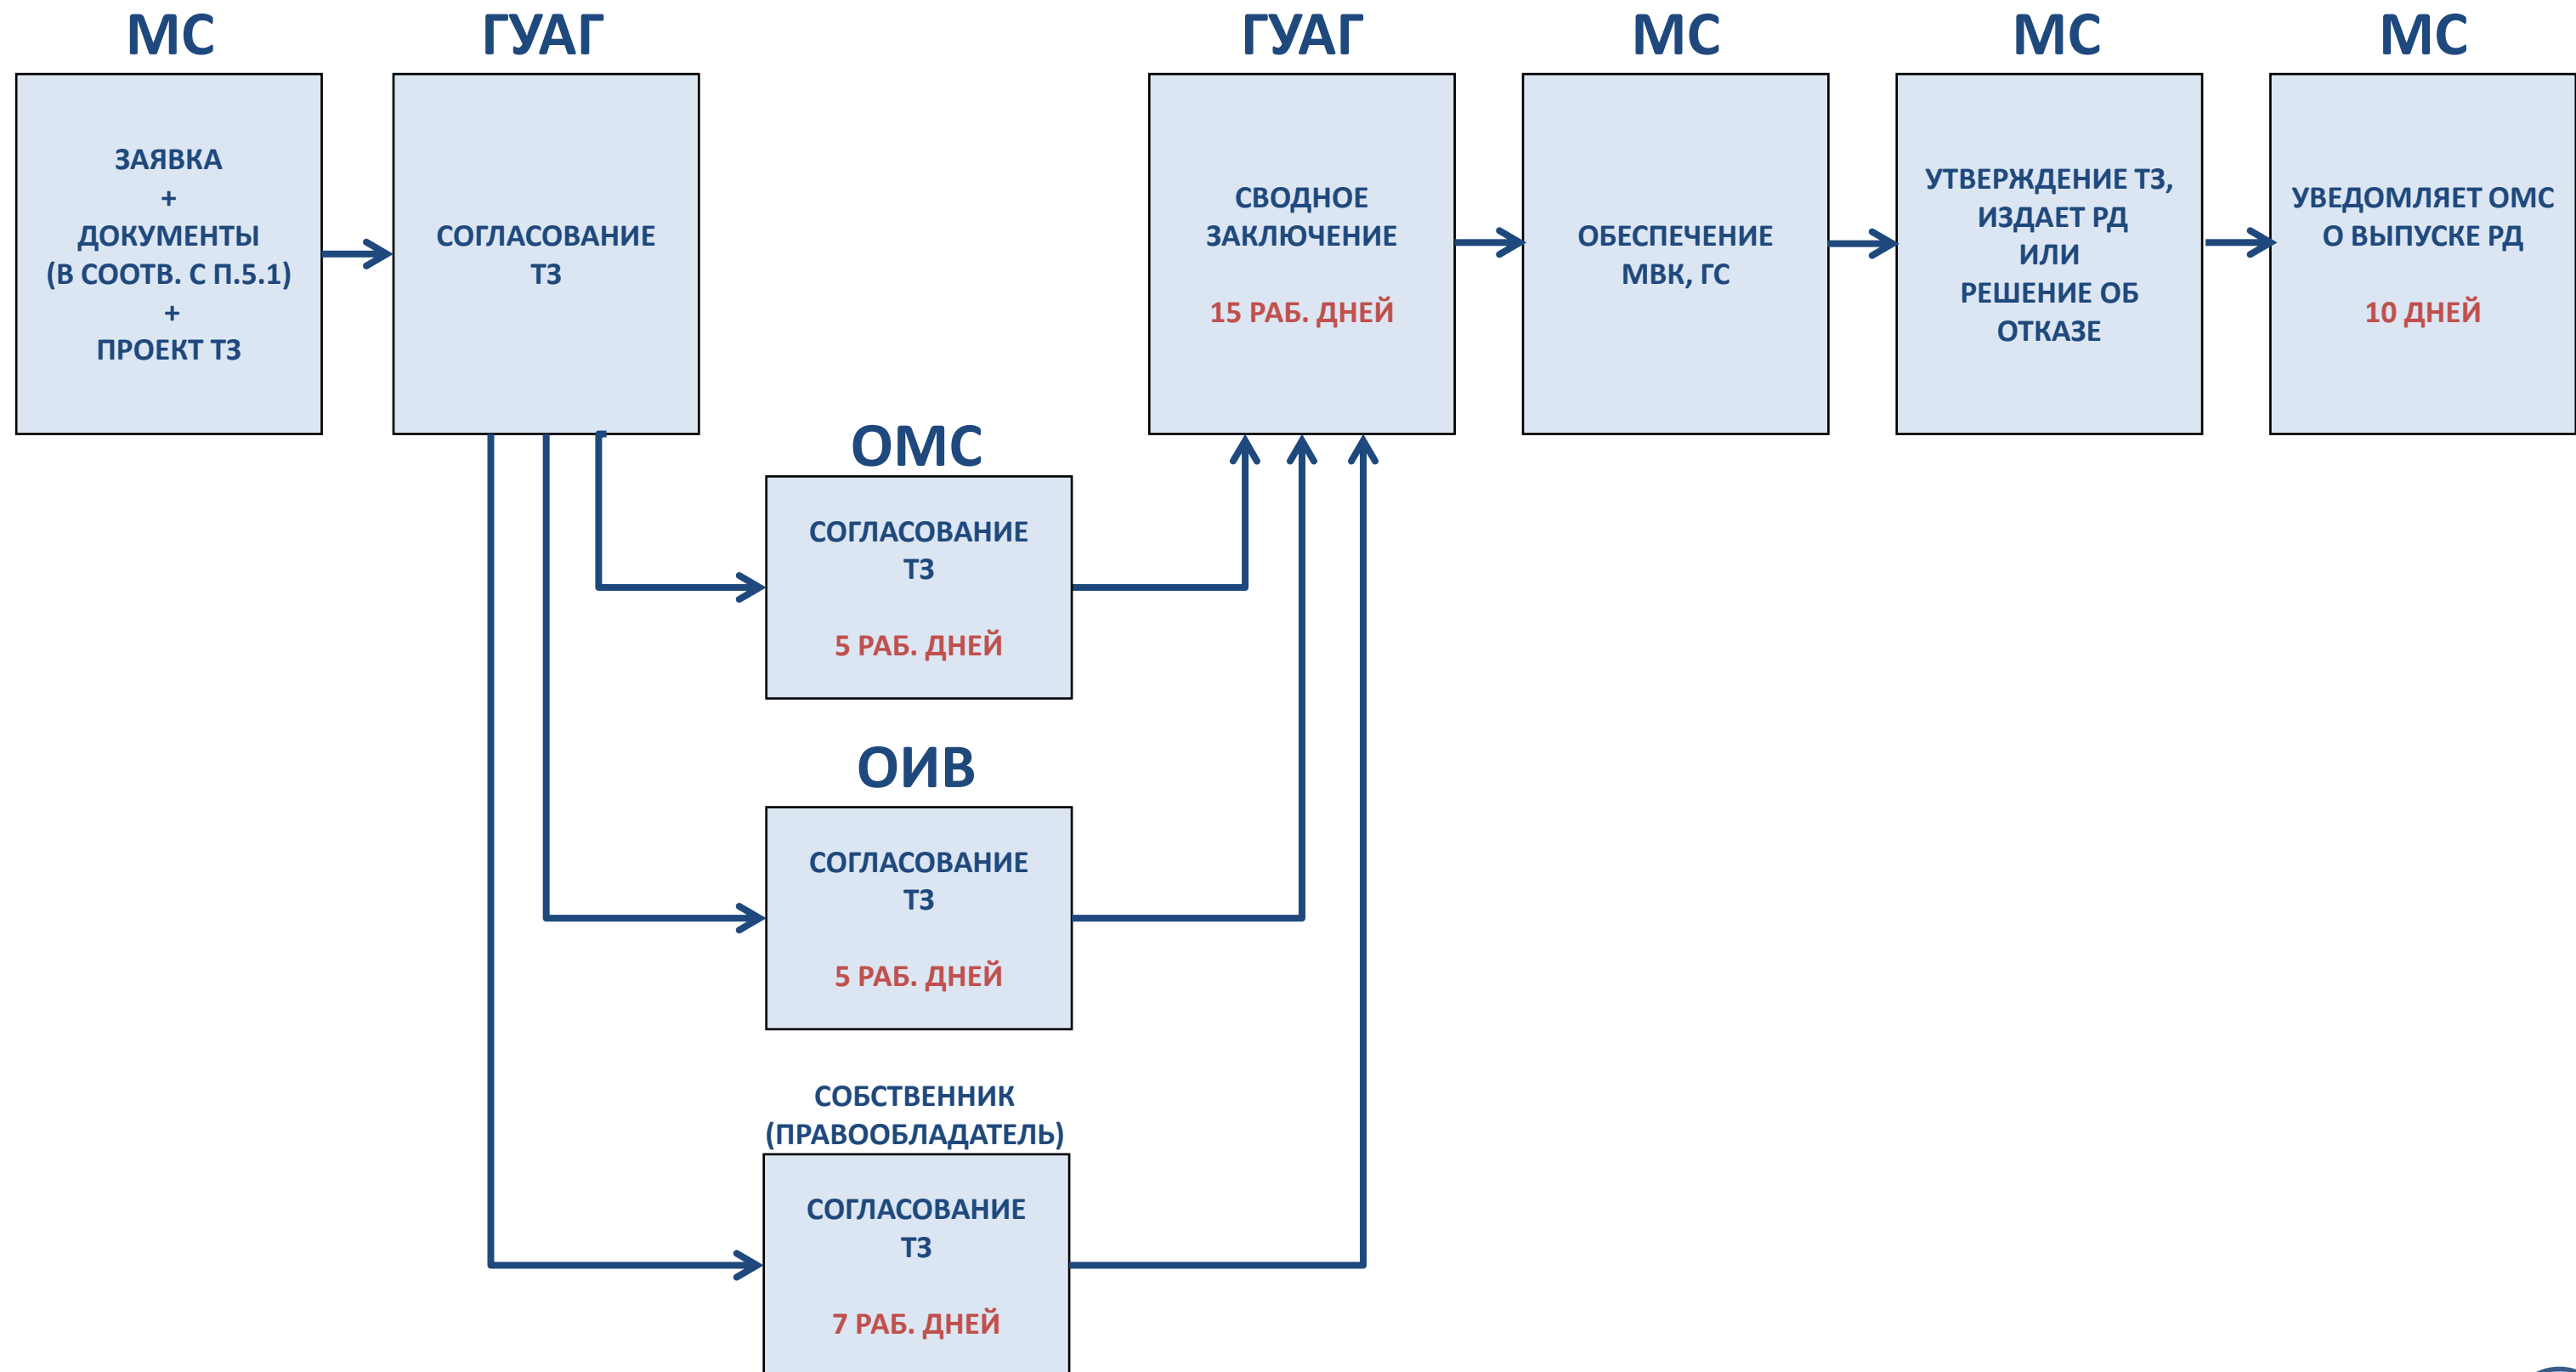 МС
ЗАЯВКА
+
ДОКУМЕНТЫ
(В СООТВ. С П.5.1)
+
ПРОЕКТ ТЗ
ГУАГ
СОГЛАСОВАНИЕ
ТЗ
ОМС
СОГЛАСОВАНИЕ
ТЗ
5 РАБ. ДНЕЙ
ОИВ
СОГЛАСОВАНИЕ
ТЗ
5 РАБ. ДНЕЙ
СОБСТВЕННИК
(ПРАВООБЛАДАТЕЛЬ)
СОГЛАСОВАНИЕ
ТЗ
7 РАБ. ДНЕЙ
ГУАГ
СВОДНОЕ
ЗАКЛЮЧЕНИЕ
15 РАБ. ДНЕЙ
МС
ОБЕСПЕЧЕНИЕ
МВК, ГС
МС
УТВЕРЖДЕНИЕ ТЗ,
ИЗДАЕТ РД
ИЛИ
РЕШЕНИЕ ОБ
ОТКАЗЕ
МС
УВЕДОМЛЯЕТ ОМС
О ВЫПУСКЕ РД
10 ДНЕЙ